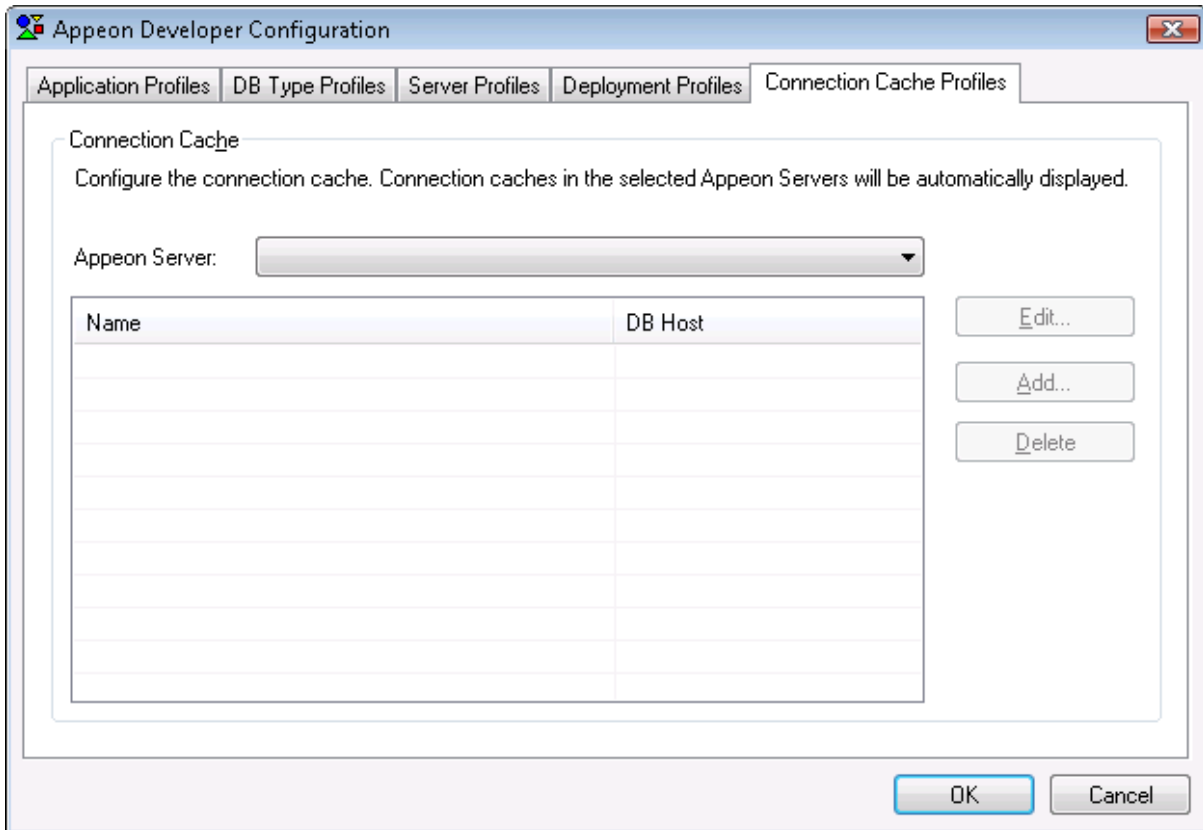 Appeon Developer Configuration
Application Profiles DB Type Profiles Server Profiles Deployment Profiles Connection Cache Profiles
Connection Cache
Configure the connection cache. Connection caches in the selected Appeon Servers will be automatically displayed.
Appeon Server:
Name DB Host
Edit...
Add...
Delete
OK Cancel